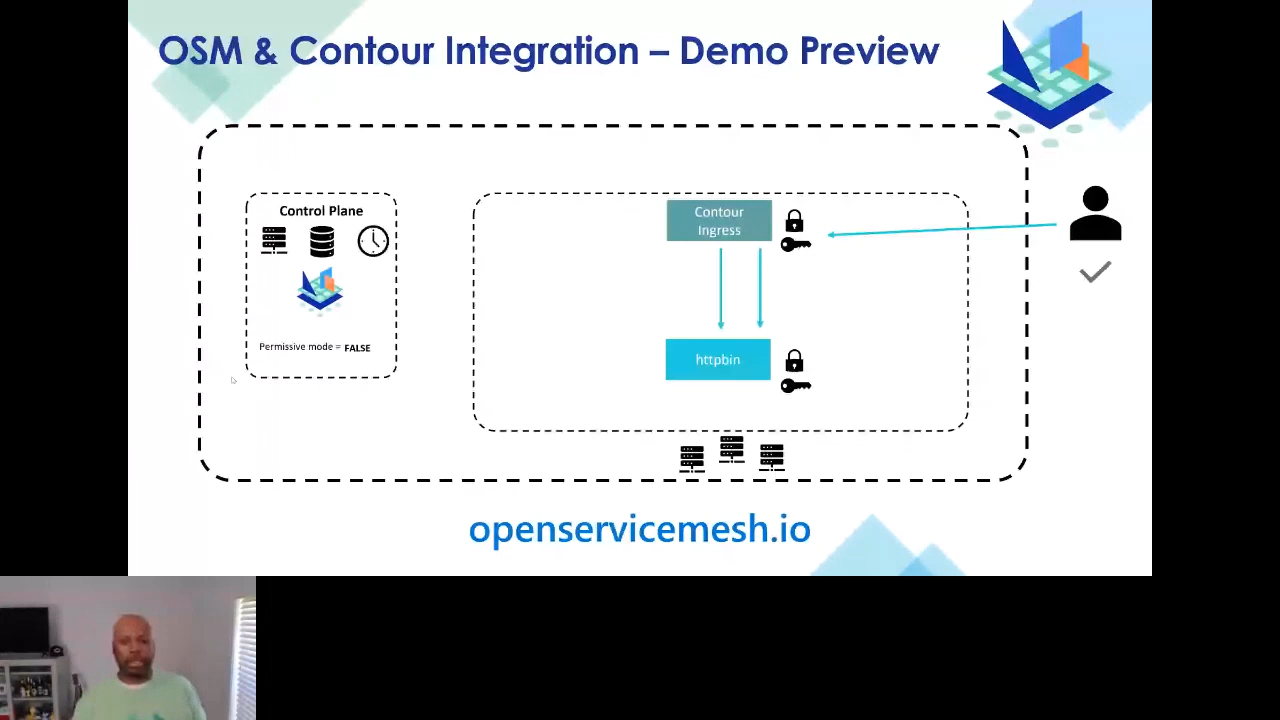 OSM & Contour Integration – Demo Preview
Control Plane
Permissive mode = FALSE
Contour
Ingress
httpbin
openservicemesh.io